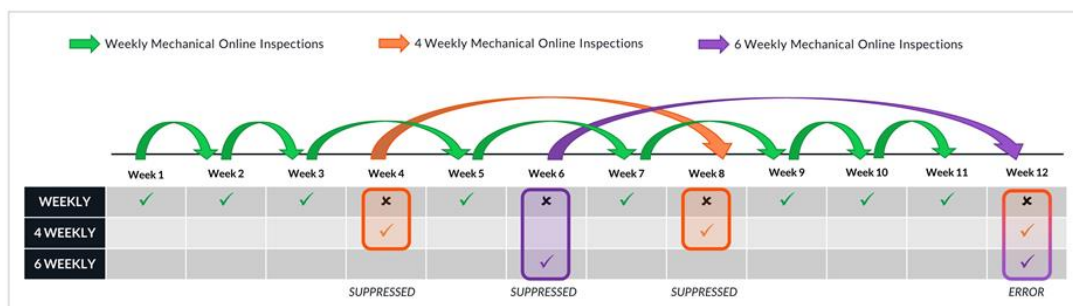 Weekly Mechanical Online Inspections 4 Weekly Mechanical Online Inspections 6 Weekly Mechanical Online Inspections
Week 1 Week 2 Week 3 Week 4 Week 5 Week 6 Week 7 Week 8 Week 9 Week 10 Week 11 Week 12
WEEKLY ✓ ✓ ✓ ✗ ✓ ✗ ✓ ✗ ✓ ✓ ✓ ✗
4 WEEKLY ✓ ✓ ✓
6 WEEKLY ✓ ✓
SUPPRESSED SUPPRESSED SUPPRESSED ERROR